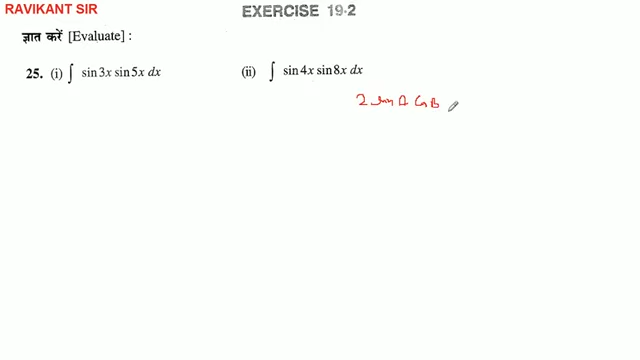 RAVIKANT SIR
EXERCISE 19·2
ज्ञात करें [Evaluate] :
25. (i) ∫ sin 3x sin 5x dx (ii) ∫ sin 4x sin 8x dx
2 sin A Cos B